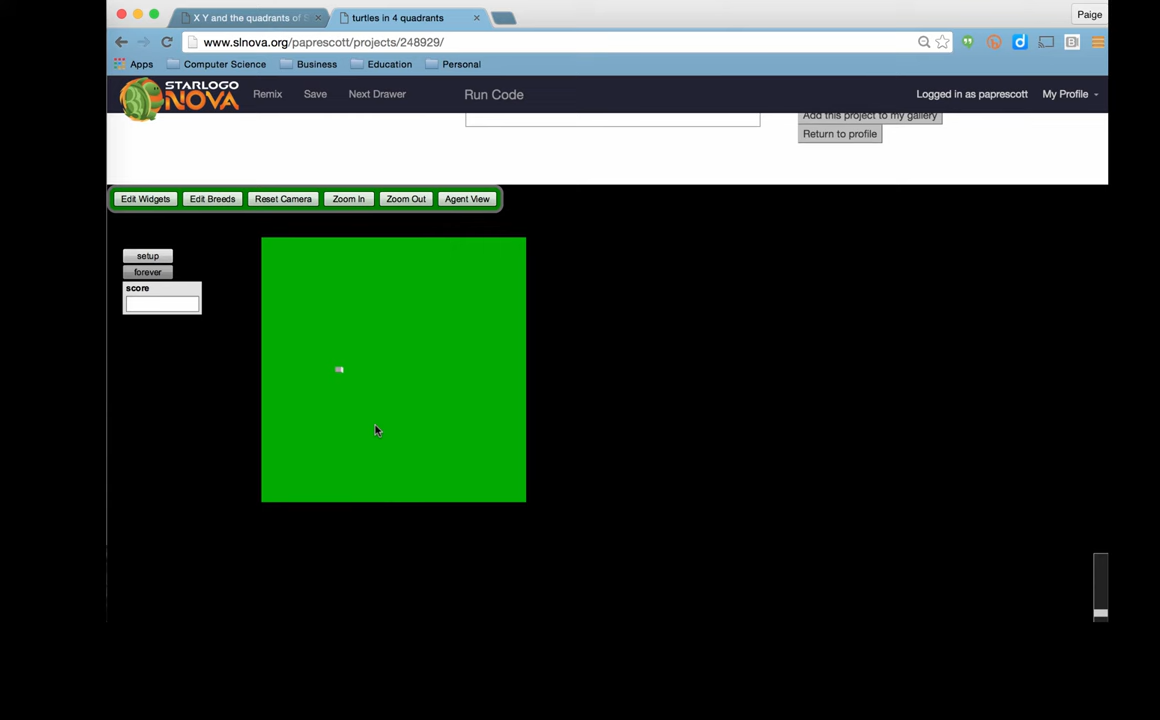 X Y and the quadrants of S
turtles in 4 quadrants
Paige
www.slnova.org/paprescott/projects/248929/
Apps
Computer Science
Business
Education
Personal
STARLOGO
NOVA
Remix
Save
Next Drawer
Run Code
Logged in as paprescott
My Profile
Add this project to my gallery
Return to profile
Edit Widgets
Edit Breeds
Reset Camera
Zoom In
Zoom Out
Agent View
setup
forever
score